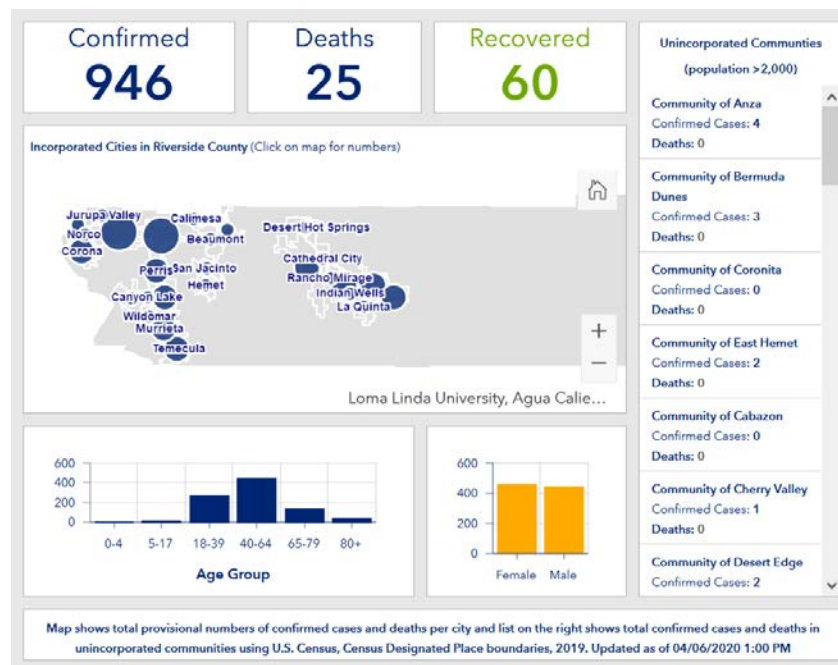 Confirmed
946
Deaths
25
Recovered
60
Incorporated Cities in Riverside County (Click on map for numbers)
Jurupa Valley
Calimesa
Norco
Beaumont
Corona
Desert Hot Springs
Cathedral City
Perris
San Jacinto
Rancho Mirage
Hemet
Canyon Lake
Indian Wells
La Quinta
Wildomar
Murrieta
Temecula
+
−
Loma Linda University, Agua Calie...
600
400
200
0
0-4
5-17
18-39
40-64
65-79
80+
Age Group
600
400
200
0
Female
Male
Unincorporated Communties
(population >2,000)
Community of Anza
Confirmed Cases: 4
Deaths: 0
Community of Bermuda
Dunes
Confirmed Cases: 3
Deaths: 0
Community of Coronita
Confirmed Cases: 0
Deaths: 0
Community of East Hemet
Confirmed Cases: 2
Deaths: 0
Community of Cabazon
Confirmed Cases: 0
Deaths: 0
Community of Cherry Valley
Confirmed Cases: 1
Deaths: 0
Community of Desert Edge
Confirmed Cases: 2
Map shows total provisional numbers of confirmed cases and deaths per city and list on the right shows total confirmed cases and deaths in
unincorporated communities using U.S. Census, Census Designated Place boundaries, 2019. Updated as of 04/06/2020 1:00 PM